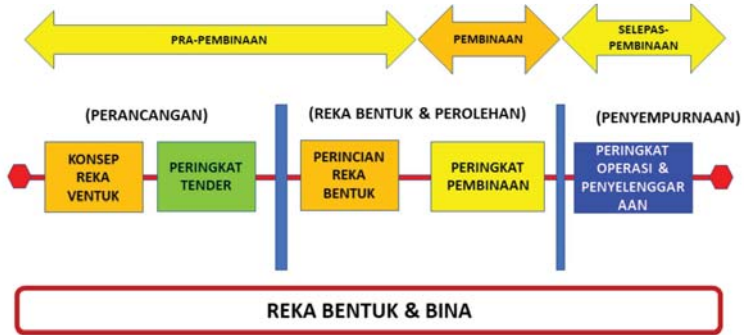 PRA-PEMBINAAN
PEMBINAAN
SELEPAS-
PEMBINAAN
(PERANCANGAN)
(REKA BENTUK & PEROLEHAN)
(PENYEMPURNAAN)
KONSEP
REKA
VENTUK
PERINGKAT
TENDER
PERINCIAN
REKA
BENTUK
PERINGKAT
PEMBINAAN
PERINGKAT
OPERASI &
PENYELENGGAR
AAN
REKA BENTUK & BINA